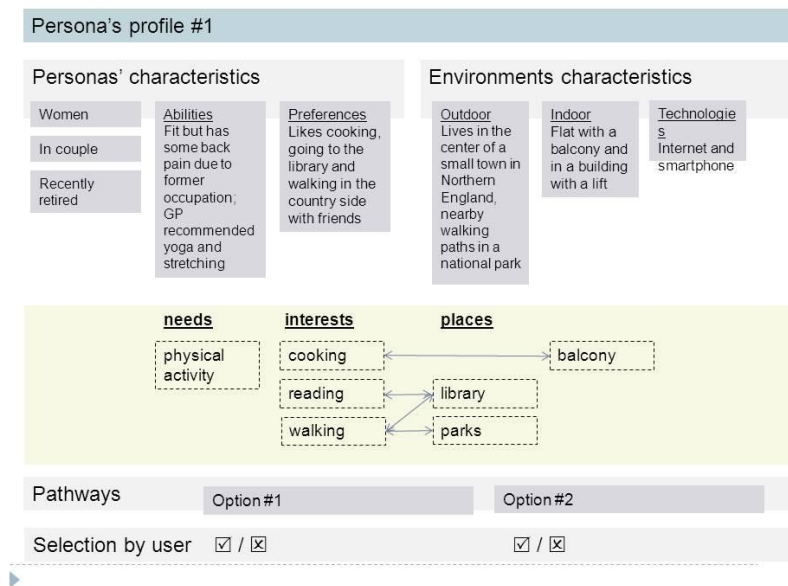 Persona's profile #1
Personas' characteristics
Environments characteristics
Women
In couple
Recently
retired
Abilities
Fit but has
some back
pain due to
former
occupation;
GP
recommended
yoga and
stretching
Preferences
Likes cooking,
going to the
library and
walking in the
country side
with friends
Outdoor
Lives in the
center of a
small town in
Northern
England,
nearby
walking
paths in a
national park
Indoor
Flat with a
balcony and
in a building
with a lift
Technologie
s
Internet and
smartphone
needs
interests
places
physical
activity
cooking
balcony
reading
library
walking
parks
Pathways
Option #1
Option #2
Selection by user
☑ / ☒
☑ / ☒